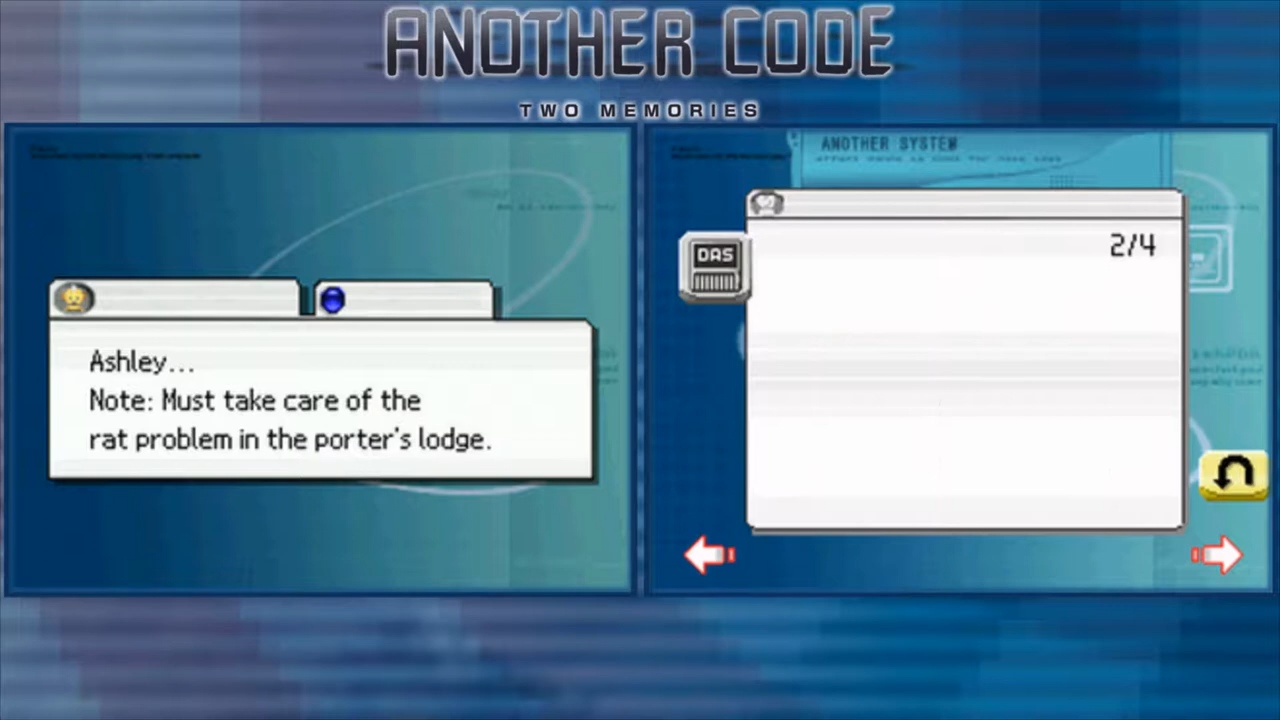 ANOTHER CODE
TWO MEMORIES
Ashley...
Note: Must take care of the
rat problem in the porter's lodge.
ANOTHER SYSTEM
DAS
2/4